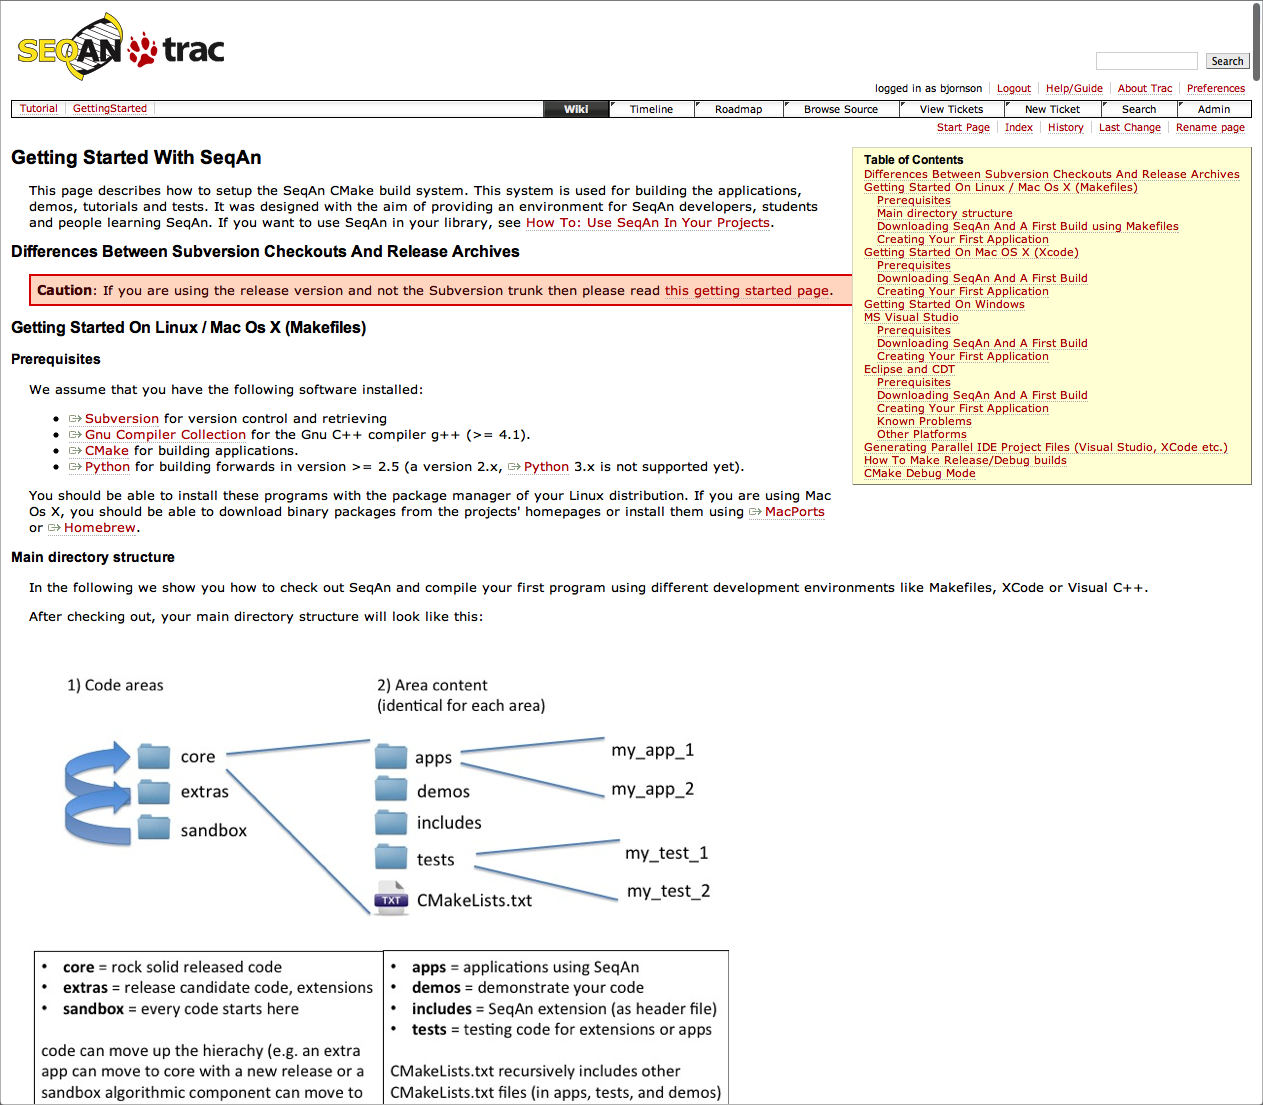 SEQAN trac
Search
logged in as bjornson Logout Help/Guide About Trac Preferences
Tutorial GettingStarted Wiki Timeline Roadmap Browse Source View Tickets New Ticket Search Admin
Start Page Index History Last Change Rename page
Getting Started With SeqAn
This page describes how to setup the SeqAn CMake build system. This system is used for building the applications,
demos, tutorials and tests. It was designed with the aim of providing an environment for SeqAn developers, students
and people learning SeqAn. If you want to use SeqAn in your library, see How To: Use SeqAn In Your Projects.
Differences Between Subversion Checkouts And Release Archives
Caution: If you are using the release version and not the Subversion trunk then please read this getting started page.
Table of Contents
Differences Between Subversion Checkouts And Release Archives
Getting Started On Linux / Mac Os X (Makefiles)
Prerequisites
Main directory structure
Downloading SeqAn And A First Build using Makefiles
Creating Your First Application
Getting Started On Mac OS X (Xcode)
Prerequisites
Downloading SeqAn And A First Build
Creating Your First Application
Getting Started On Windows
MS Visual Studio
Prerequisites
Downloading SeqAn And A First Build
Creating Your First Application
Eclipse and CDT
Prerequisites
Downloading SeqAn And A First Build
Creating Your First Application
Known Problems
Other Platforms
Generating Parallel IDE Project Files (Visual Studio, XCode etc.)
How To Make Release/Debug builds
CMake Debug Mode
Getting Started On Linux / Mac Os X (Makefiles)
Prerequisites
We assume that you have the following software installed:
• Subversion for version control and retrieving
• Gnu Compiler Collection for the Gnu C++ compiler g++ (>= 4.1).
• CMake for building applications.
• Python for building forwards in version >= 2.5 (a version 2.x, Python 3.x is not supported yet).
You should be able to install these programs with the package manager of your Linux distribution. If you are using Mac
Os X, you should be able to download binary packages from the projects' homepages or install them using MacPorts
or Homebrew.
Main directory structure
In the following we show you how to check out SeqAn and compile your first program using different development environments like Makefiles, XCode or Visual C++.
After checking out, your main directory structure will look like this:
1) Code areas
core
extras
sandbox
2) Area content
(identical for each area)
apps
demos
includes
tests
TXT CMakeLists.txt
my_app_1
my_app_2
my_test_1
my_test_2
• core = rock solid released code
• extras = release candidate code, extensions
• sandbox = every code starts here
code can move up the hierachy (e.g. an extra
app can move to core with a new release or a
sandbox algorithmic component can move to
• apps = applications using SeqAn
• demos = demonstrate your code
• includes = SeqAn extension (as header file)
• tests = testing code for extensions or apps
CMakeLists.txt recursively includes other
CMakeLists.txt files (in apps, tests, and demos)